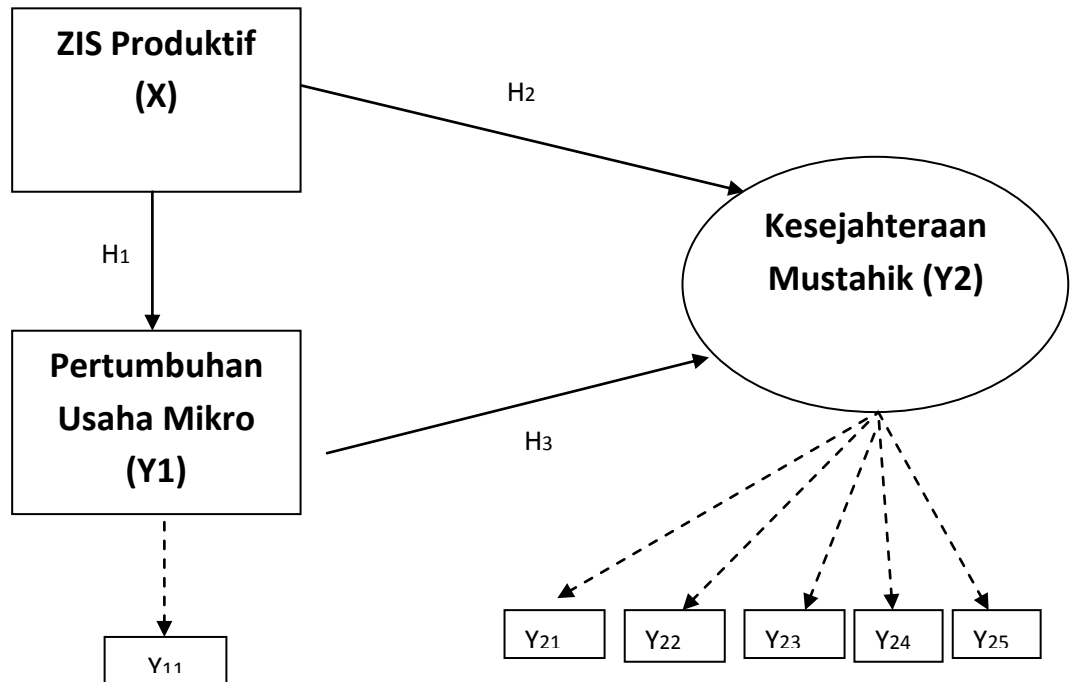 ZIS Produktif
(X)
H2
Kesejahteraan
Mustahik (Y2)
H1
Pertumbuhan
Usaha Mikro
(Y1)
H3
Y21
Y22
Y23
Y24
Y25
Y11